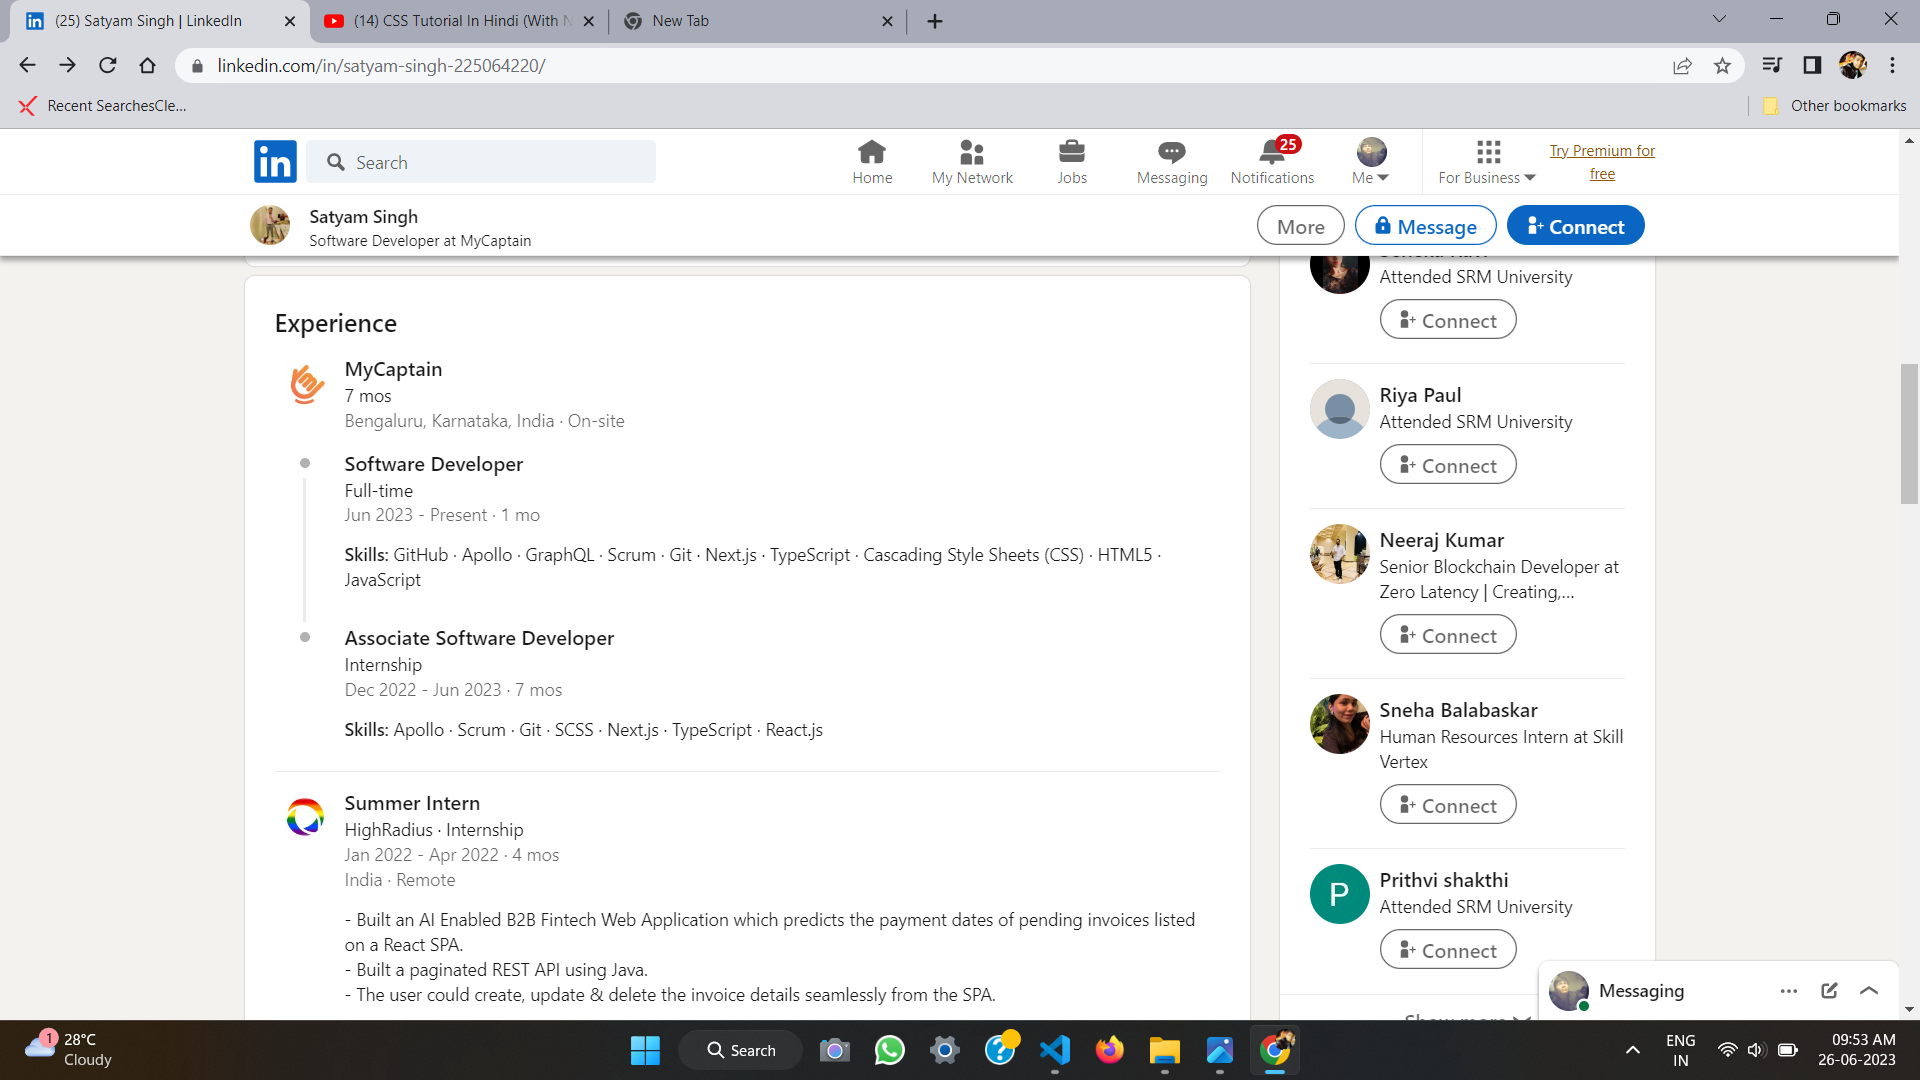 (25) Satyam Singh | LinkedIn
(14) CSS Tutorial In Hindi (With N
New Tab
linkedin.com/in/satyam-singh-225064220/
Recent SearchesCle...
Other bookmarks
in
Search
Home
My Network
Jobs
Messaging
25
Notifications
Me
For Business
Try Premium for
free
Satyam Singh
Software Developer at MyCaptain
More
Message
Connect
Experience
MyCaptain
7 mos
Bengaluru, Karnataka, India · On-site
Software Developer
Full-time
Jun 2023 - Present · 1 mo
Skills: GitHub · Apollo · GraphQL · Scrum · Git · Next.js · TypeScript · Cascading Style Sheets (CSS) · HTML5 ·
JavaScript
Associate Software Developer
Internship
Dec 2022 - Jun 2023 · 7 mos
Skills: Apollo · Scrum · Git · SCSS · Next.js · TypeScript · React.js
Summer Intern
HighRadius · Internship
Jan 2022 - Apr 2022 · 4 mos
India · Remote
- Built an AI Enabled B2B Fintech Web Application which predicts the payment dates of pending invoices listed
on a React SPA.
- Built a paginated REST API using Java.
- The user could create, update & delete the invoice details seamlessly from the SPA.
Attended SRM University
Connect
Riya Paul
Attended SRM University
Connect
Neeraj Kumar
Senior Blockchain Developer at
Zero Latency | Creating,...
Connect
Sneha Balabaskar
Human Resources Intern at Skill
Vertex
Connect
P
Prithvi shakthi
Attended SRM University
Connect
Show more
Messaging
1
28°C
Cloudy
Search
ENG
IN
09:53 AM
26-06-2023